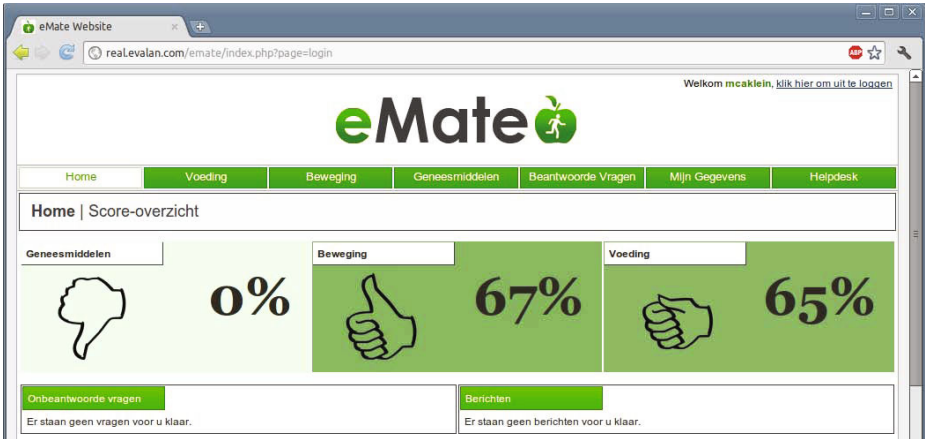 eMate Website
real.evalan.com/emate/index.php?page=login
ABP
Welkom mcaklein, klik hier om uit te loggen
eMate
Home Voeding Beweging Geneesmiddelen Beantwoorde Vragen Mijn Gegevens Helpdesk
Home | Score-overzicht
Geneesmiddelen Beweging Voeding
0% 67% 65%
Onbeantwoorde vragen Berichten
Er staan geen vragen voor u klaar. Er staan geen berichten voor u klaar.